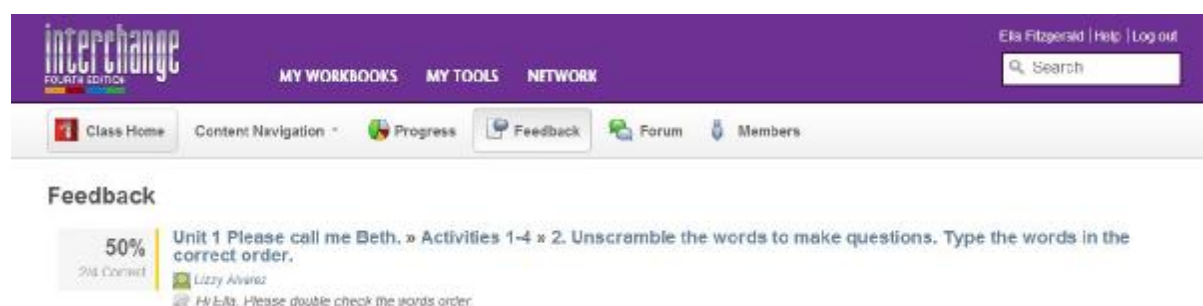 interchange
FOURTH EDITION
Ella Fitzgerald | Help | Log out
MY WORKBOOKS MY TOOLS NETWORK
Search
Class Home Content Navigation Progress Feedback Forum Members
Feedback
50%
2/4 Correct
Unit 1 Please call me Beth. » Activities 1-4 » 2. Unscramble the words to make questions. Type the words in the
correct order.
Lizzy Alvarez
Hi Ella. Please double check the words order.